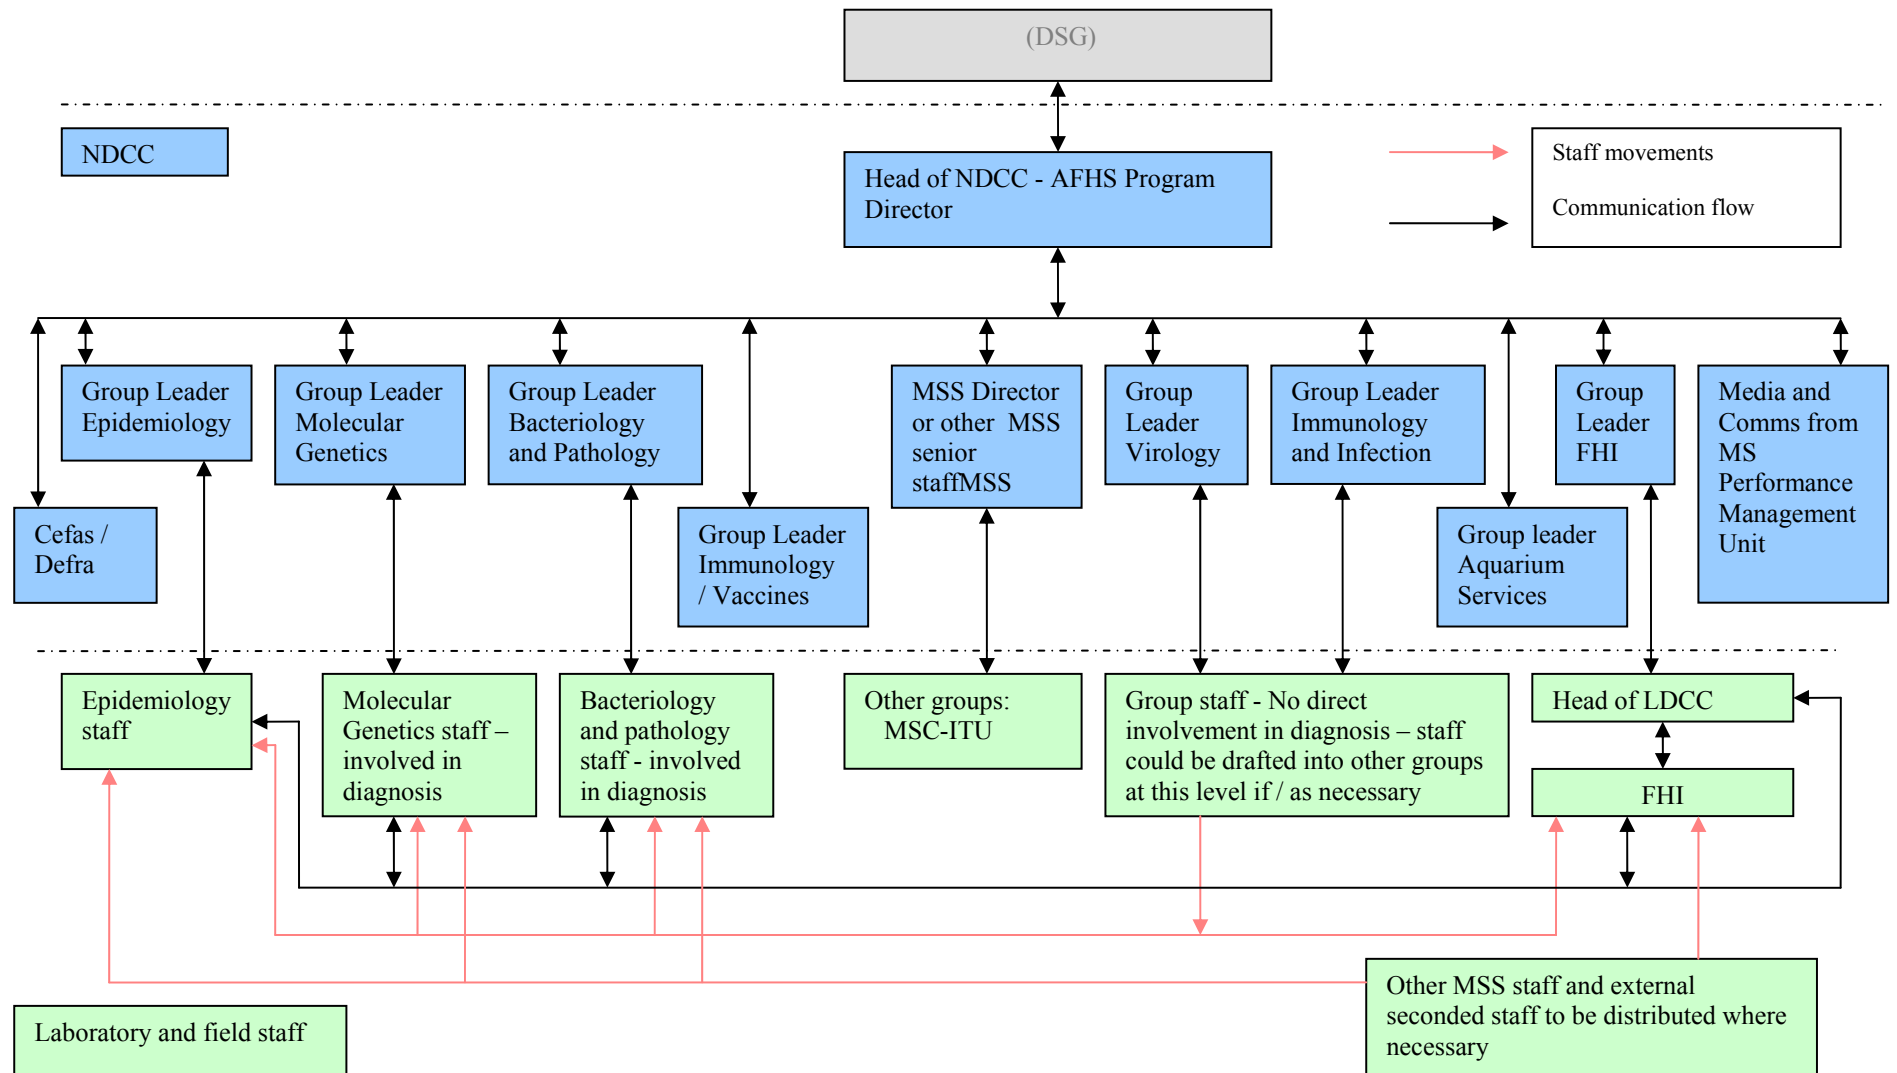 (DSG)
NDCC
Head of NDCC - AFHS Program
Director
Staff movements
Communication flow
Group Leader
Epidemiology
Group Leader
Molecular
Genetics
Group Leader
Bacteriology
and Pathology
MSS Director
or other  MSS
senior
staffMSS
Group
Leader
Virology
Group Leader
Immunology
and Infection
Group
Leader
FHI
Media and
Comms from
MS
Performance
Management
Unit
Cefas /
Defra
Group Leader
Immunology
/ Vaccines
Group leader
Aquarium
Services
Epidemiology
staff
Molecular
Genetics staff –
involved in
diagnosis
Bacteriology
and pathology
staff - involved
in diagnosis
Other groups:
MSC-ITU
Group staff - No direct
involvement in diagnosis – staff
could be drafted into other groups
at this level if / as necessary
Head of LDCC
FHI
Other MSS staff and external
seconded staff to be distributed where
necessary
Laboratory and field staff